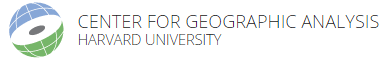 CENTER FOR GEOGRAPHIC ANALYSIS
HARVARD UNIVERSITY